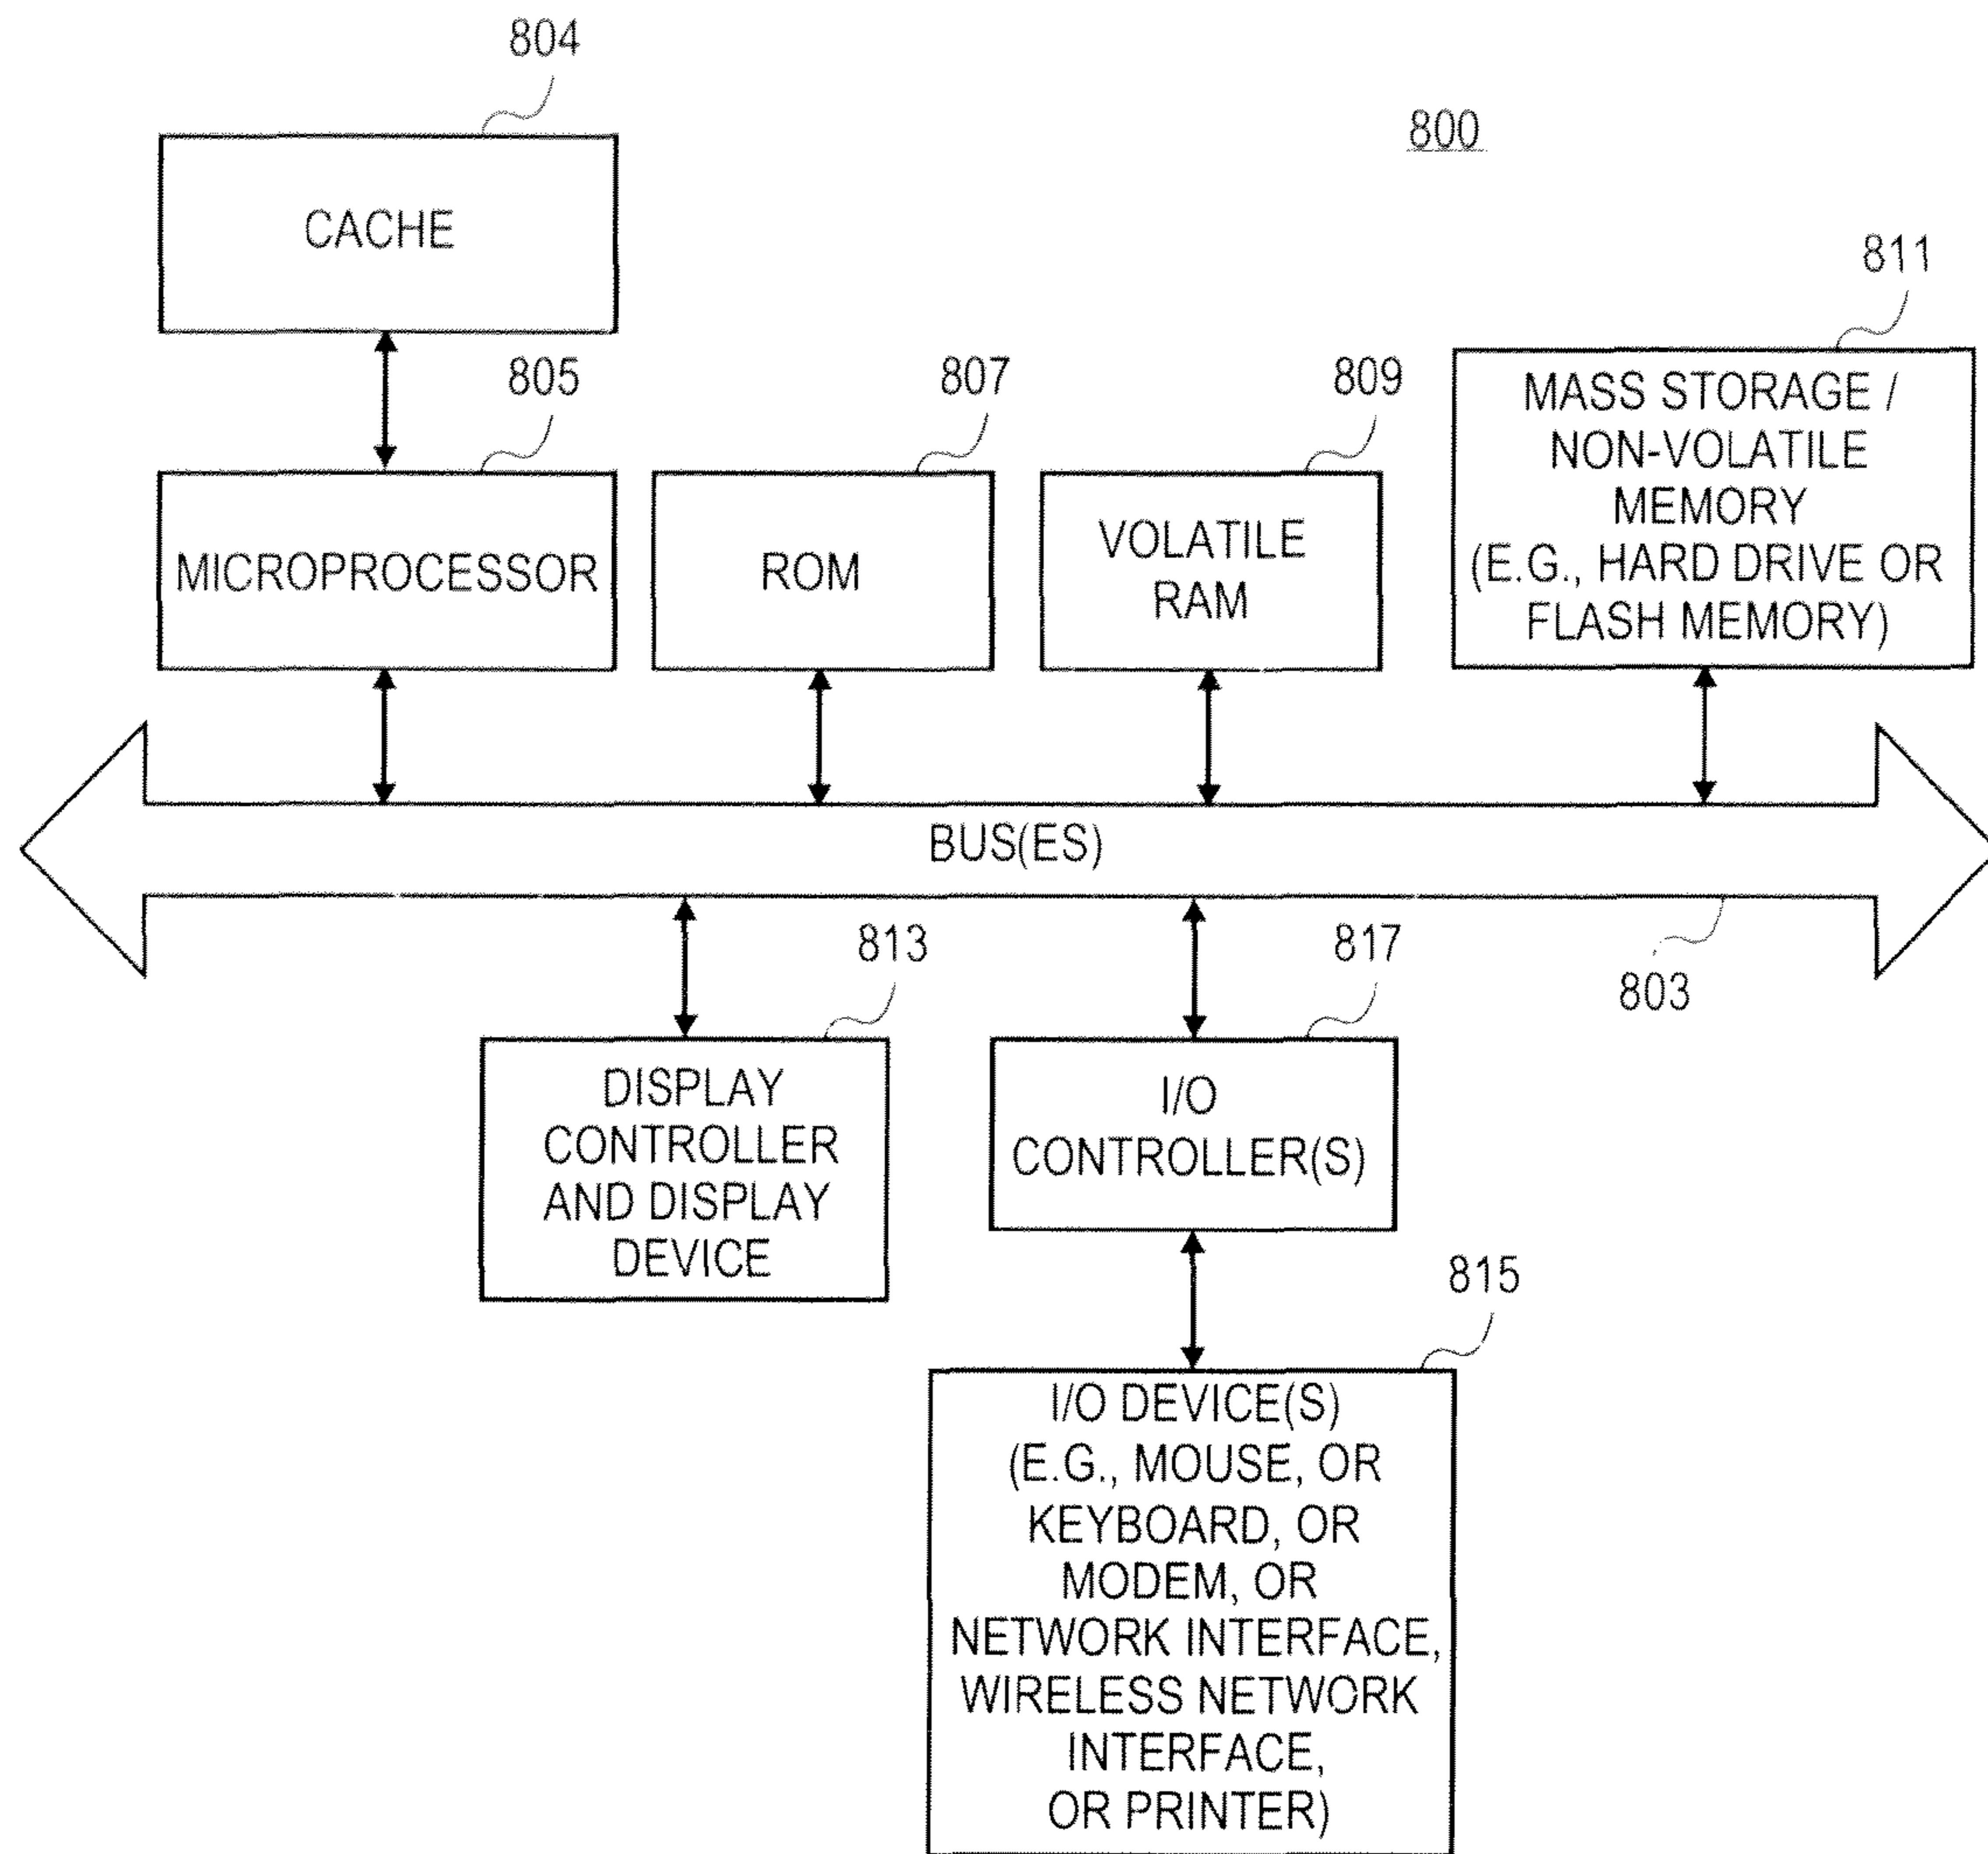 804
800
CACHE
811
805
807
809
MASS STORAGE /
NON-VOLATILE
MEMORY
(E.G., HARD DRIVE OR
FLASH MEMORY)
MICROPROCESSOR
ROM
VOLATILE
RAM
BUS(ES)
813
817
803
DISPLAY
CONTROLLER
AND DISPLAY
DEVICE
I/O
CONTROLLER(S)
815
I/O DEVICE(S)
(E.G., MOUSE, OR
KEYBOARD, OR
MODEM, OR
NETWORK INTERFACE,
WIRELESS NETWORK
INTERFACE,
OR PRINTER)